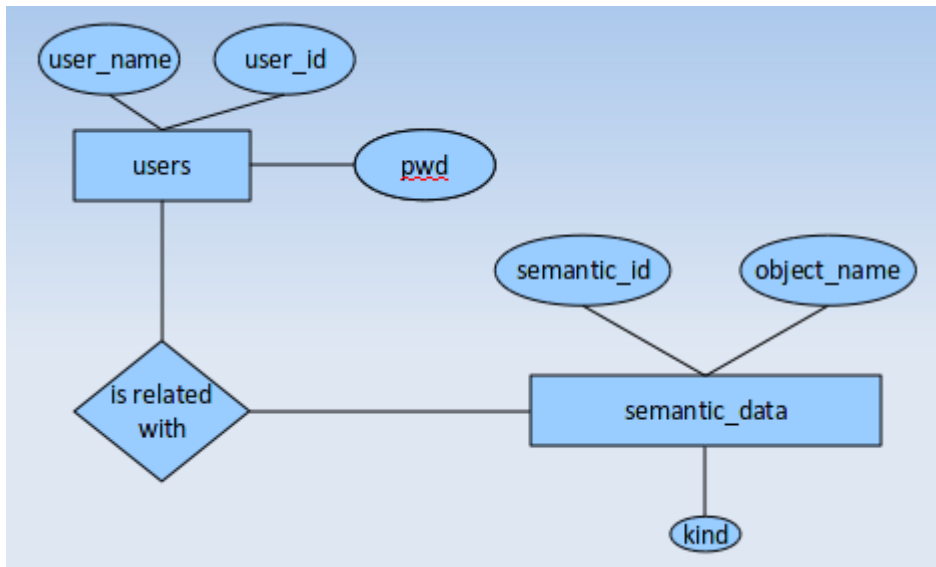 user_name
user_id
users
pwd
semantic_id
object_name
is related
with
semantic_data
kind